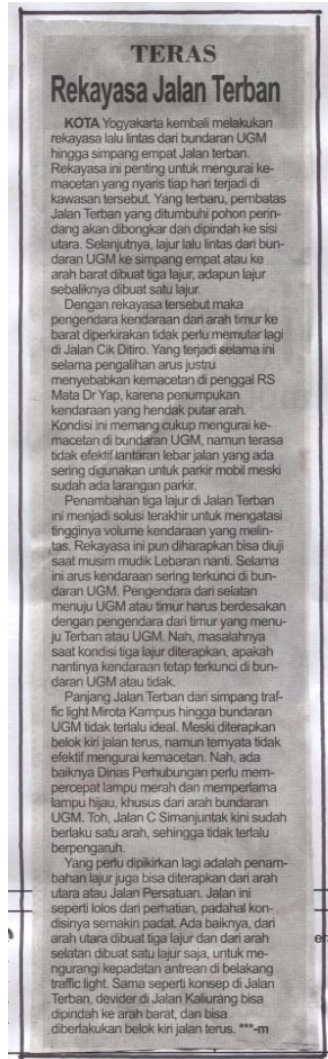 TERAS
Rekayasa Jalan Terban
KOTA Yogyakarta kembali melakukan
rekayasa lalu lintas dari bundaran UGM
hingga simpang empat Jalan terban.
Rekayasa ini penting untuk mengurai ke-
macetan yang nyaris tiap hari terjadi di
kawasan tersebut. Yang terbaru, pembatas
Jalan Terban yang ditumbuhi pohon perin-
dang akan dibongkar dan dipindah ke sisi
utara. Selanjutnya, lajur lalu lintas dari bun-
daran UGM ke simpang empat atau ke
arah barat dibuat tiga lajur, adapun lajur
sebaliknya dibuat satu lajur.
Dengan rekayasa tersebut maka
pengendara kendaraan dari arah timur ke
barat diperkirakan tidak perlu memutar lagi
di Jalan Cik Ditiro. Yang terjadi selama ini
selama pengalihan arus justru
menyebabkan kemacetan di penggal RS
Mata Dr Yap, karena penumpukan
kendaraan yang hendak putar arah.
Kondisi ini memang cukup mengurai ke-
macetan di bundaran UGM, namun terasa
tidak efektif lantaran lebar jalan yang ada
sering digunakan untuk parkir mobil meski
sudah ada larangan parkir.
Penambahan tiga lajur di Jalan Terban
ini menjadi solusi terakhir untuk mengatasi
tingginya volume kendaraan yang melin-
tas. Rekayasa ini pun diharapkan bisa diuji
saat musim mudik Lebaran nanti. Selama
ini arus kendaraan sering terkunci di bun-
daran UGM. Pengendara dari selatan
menuju UGM atau timur harus berdesakan
dengan pengendara dari timur yang menu-
ju Terban atau UGM. Nah, masalahnya
saat kondisi tiga lajur diterapkan, apakah
nantinya kendaraan tetap terkunci di bun-
daran UGM atau tidak.
Panjang Jalan Terban dari simpang traf-
fic light Mirota Kampus hingga bundaran
UGM tidak terlalu ideal. Meski diterapkan
belok kiri jalan terus, namun ternyata tidak
efektif mengurai kemacetan. Nah, ada
baiknya Dinas Perhubungan perlu mem-
percepat lampu merah dan memperlama
lampu hijau, khusus dari arah bundaran
UGM. Toh, Jalan C Simanjuntak kini sudah
berlaku satu arah, sehingga tidak terlalu
berpengaruh.
Yang perlu dipikirkan lagi adalah penam-
bahan lajur juga bisa diterapkan dari arah
utara atau Jalan Persatuan. Jalan ini
seperti lolos dari perhatian, padahal kon-
disinya semakin padat. Ada baiknya, dari
arah utara dibuat tiga lajur dan dari arah
selatan dibuat satu lajur saja, untuk me-
ngurangi kepadatan antrean di belakang
traffic light. Sama seperti konsep di Jalan
Terban, devider di Jalan Kaliurang bisa
dipindah ke arah barat, dan bisa
diberlakukan belok kiri jalan terus. ***-m